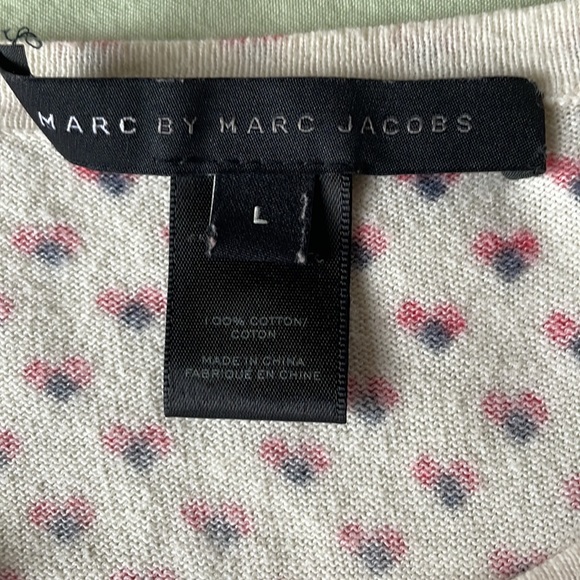 MARC BY MARC JACOBS
L
100% COTTON/
COTON
MADE IN CHINA
FABRIQUÉ EN CHINE